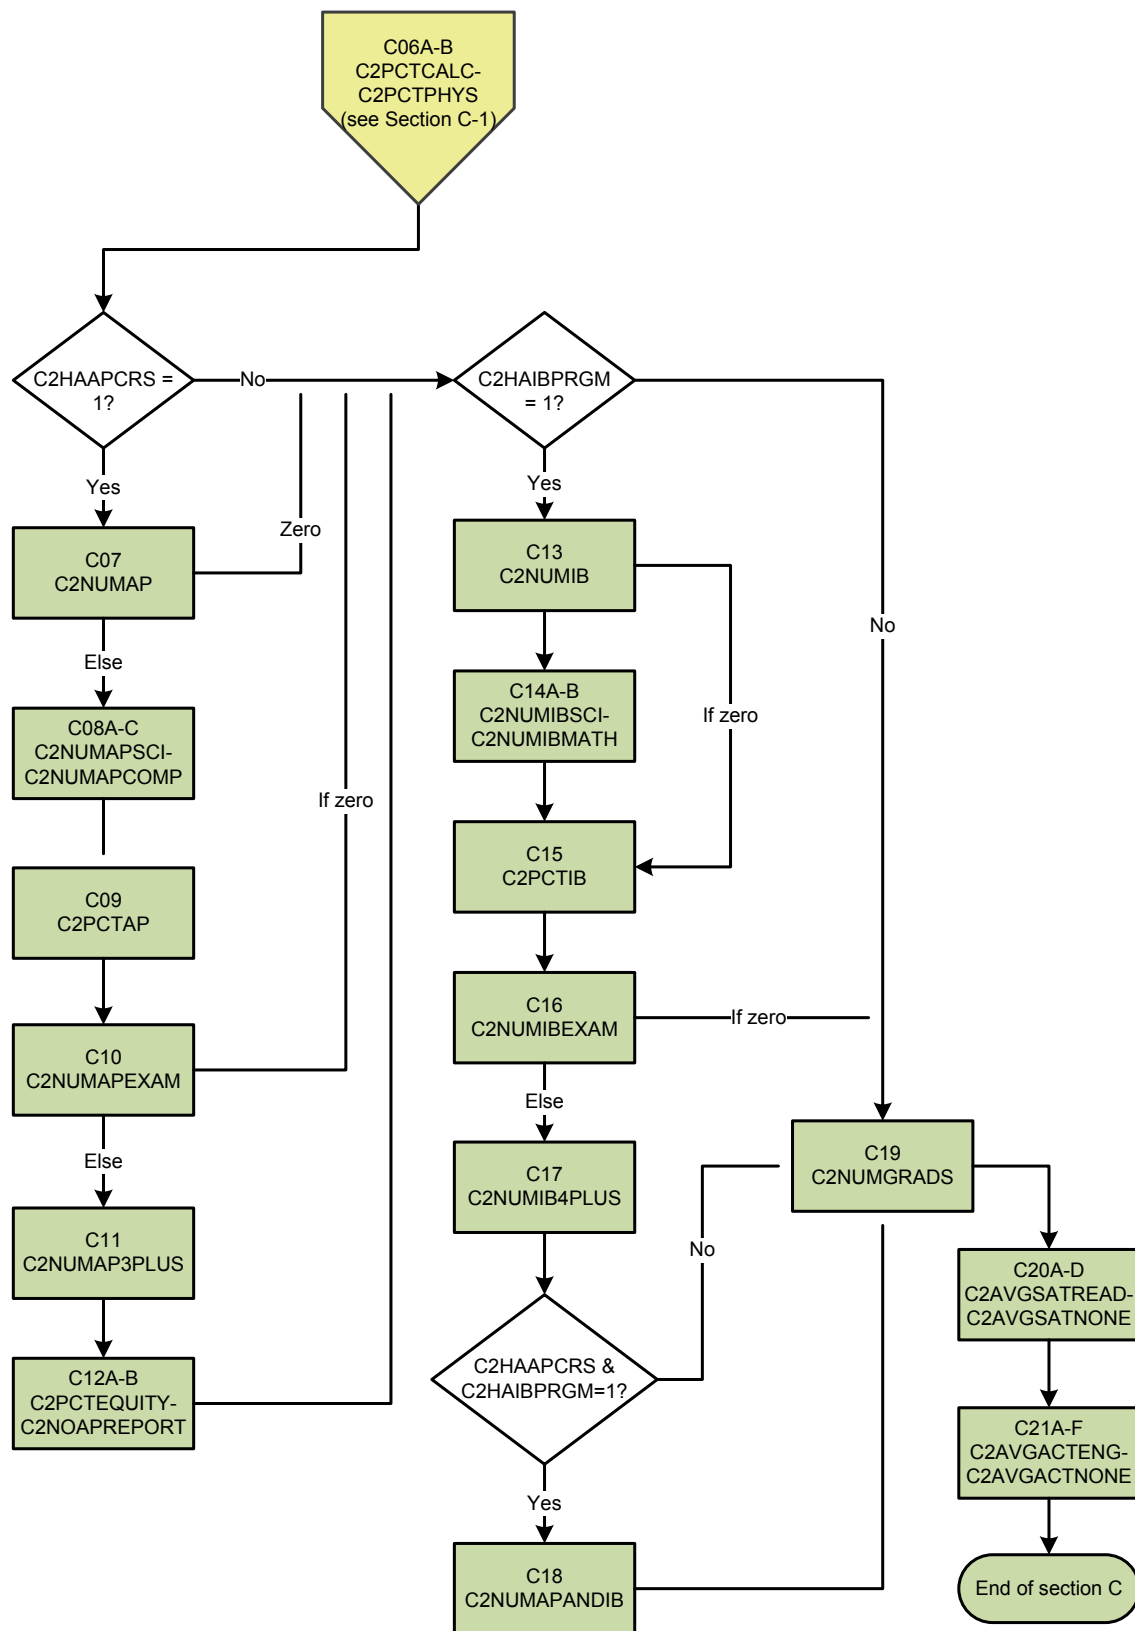 C06A-B
C2PCTCALC-
C2PCTPHYS
(see Section C-1)
C2HAAPCRS =
1?
No
C2HAIBPRGM
= 1?
Yes
Zero
C07
C2NUMAP
Else
C08A-C
C2NUMAPSCI-
C2NUMAPCOMP
If zero
C09
C2PCTAP
C10
C2NUMAPEXAM
Else
C11
C2NUMAP3PLUS
C12A-B
C2PCTEQUITY-
C2NOAPREPORT
Yes
C13
C2NUMIB
No
C14A-B
C2NUMIBSCI-
C2NUMIBMATH
If zero
C15
C2PCTIB
C16
C2NUMIBEXAM
If zero
Else
C17
C2NUMIB4PLUS
No
C2HAAPCRS &
C2HAIBPRGM=1?
Yes
C18
C2NUMAPANDIB
C19
C2NUMGRADS
C20A-D
C2AVGSATREAD-
C2AVGSATNONE
C21A-F
C2AVGACTENG-
C2AVGACTNONE
End of section C